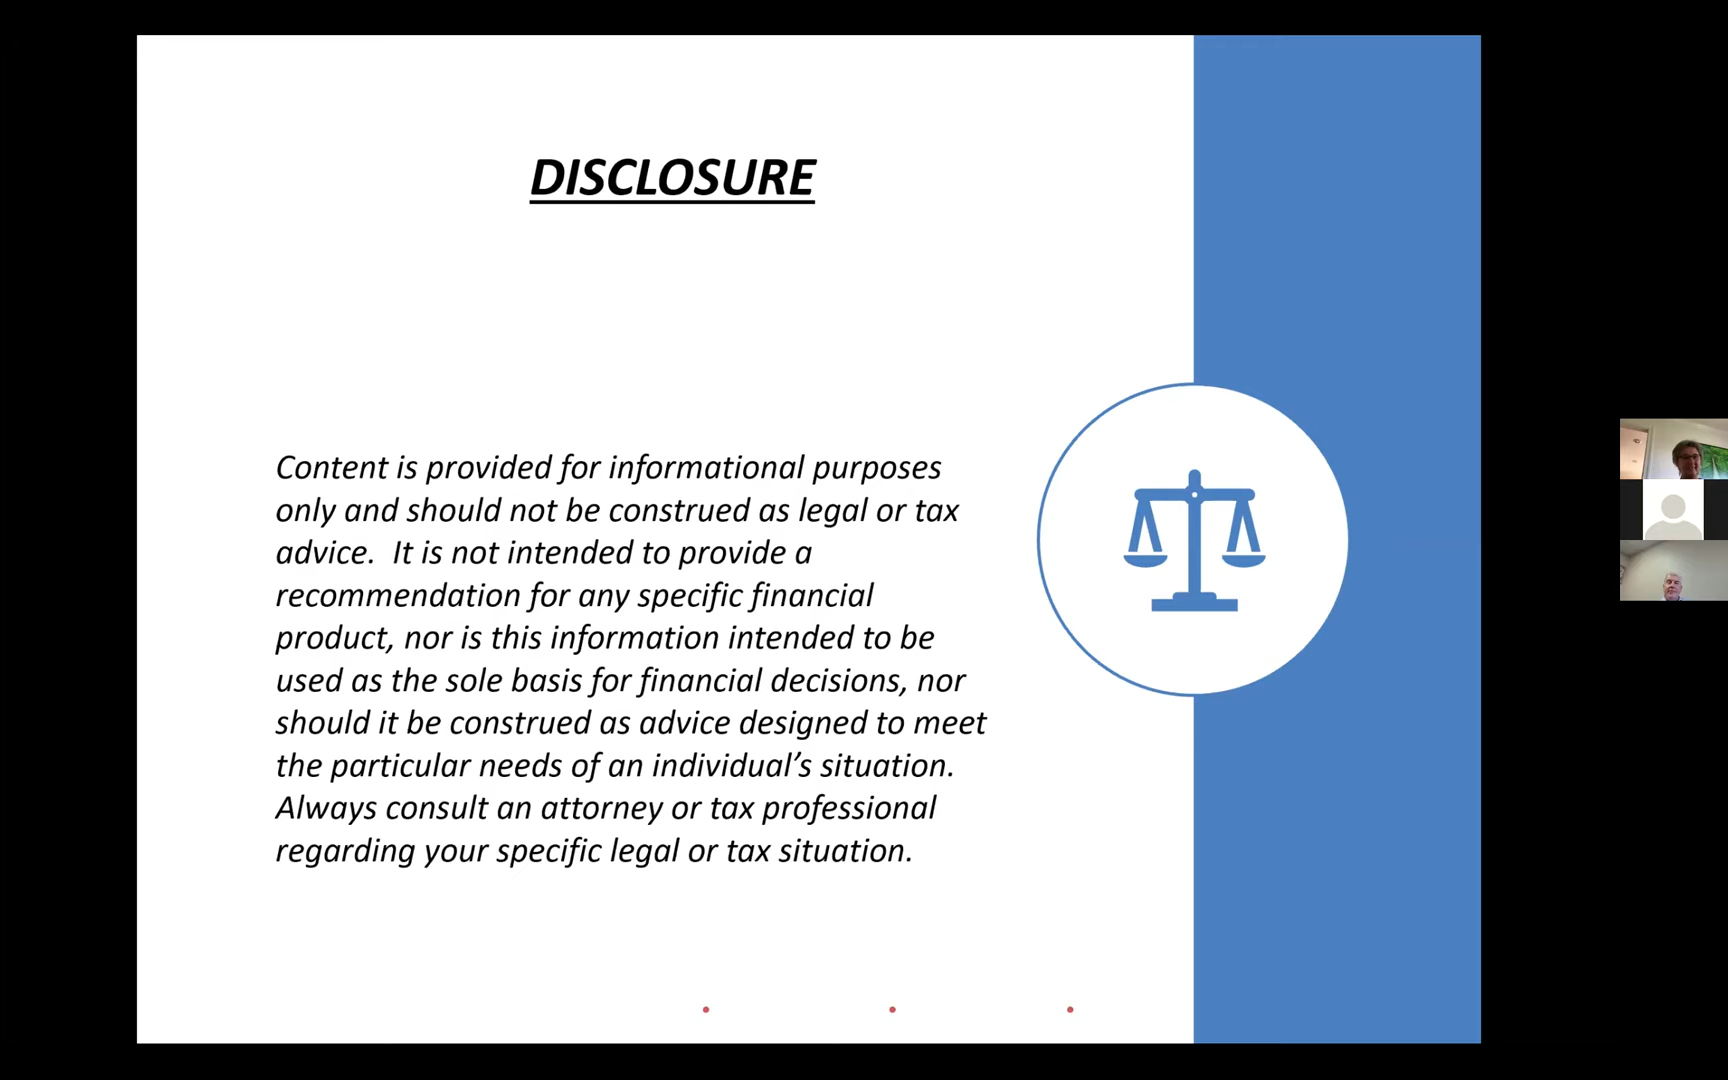 DISCLOSURE
Content is provided for informational purposes
only and should not be construed as legal or tax
advice.  It is not intended to provide a
recommendation for any specific financial
product, nor is this information intended to be
used as the sole basis for financial decisions, nor
should it be construed as advice designed to meet
the particular needs of an individual’s situation.
Always consult an attorney or tax professional
regarding your specific legal or tax situation.